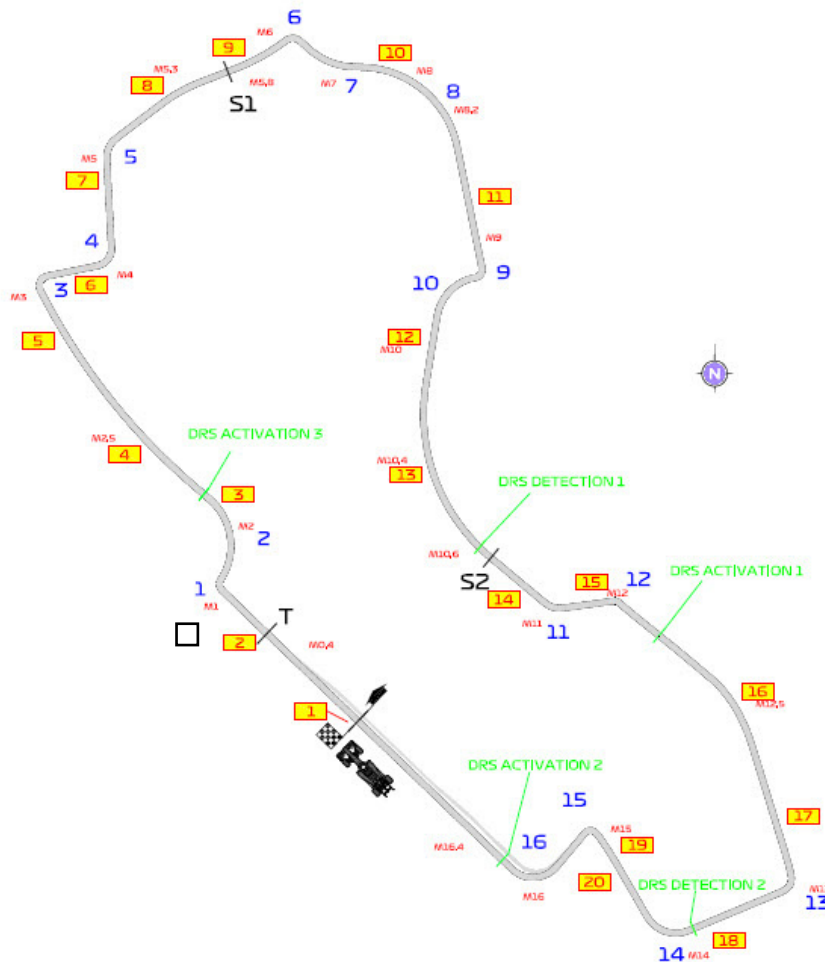 6
M6
9
10
M5,3
M8
M5,8
M7
7
8
8
S1
M8,2
5
M5
7
11
4
M9
M4
9
3
6
10
M3
5
12
M10
N
DRS ACTIVATION 3
M2,5
4
M10,4
13
DRS DETECTION 1
3
M2
2
M10,6
S2
DRS ACTIVATION 1
15
12
M12
1
14
M1
M11
11
T
2
M0,4
16
M12,5
1
DRS ACTIVATION 2
15
17
16
M15
M16,4
19
20
DRS DETECTION 2
M16
13
18
14
M14